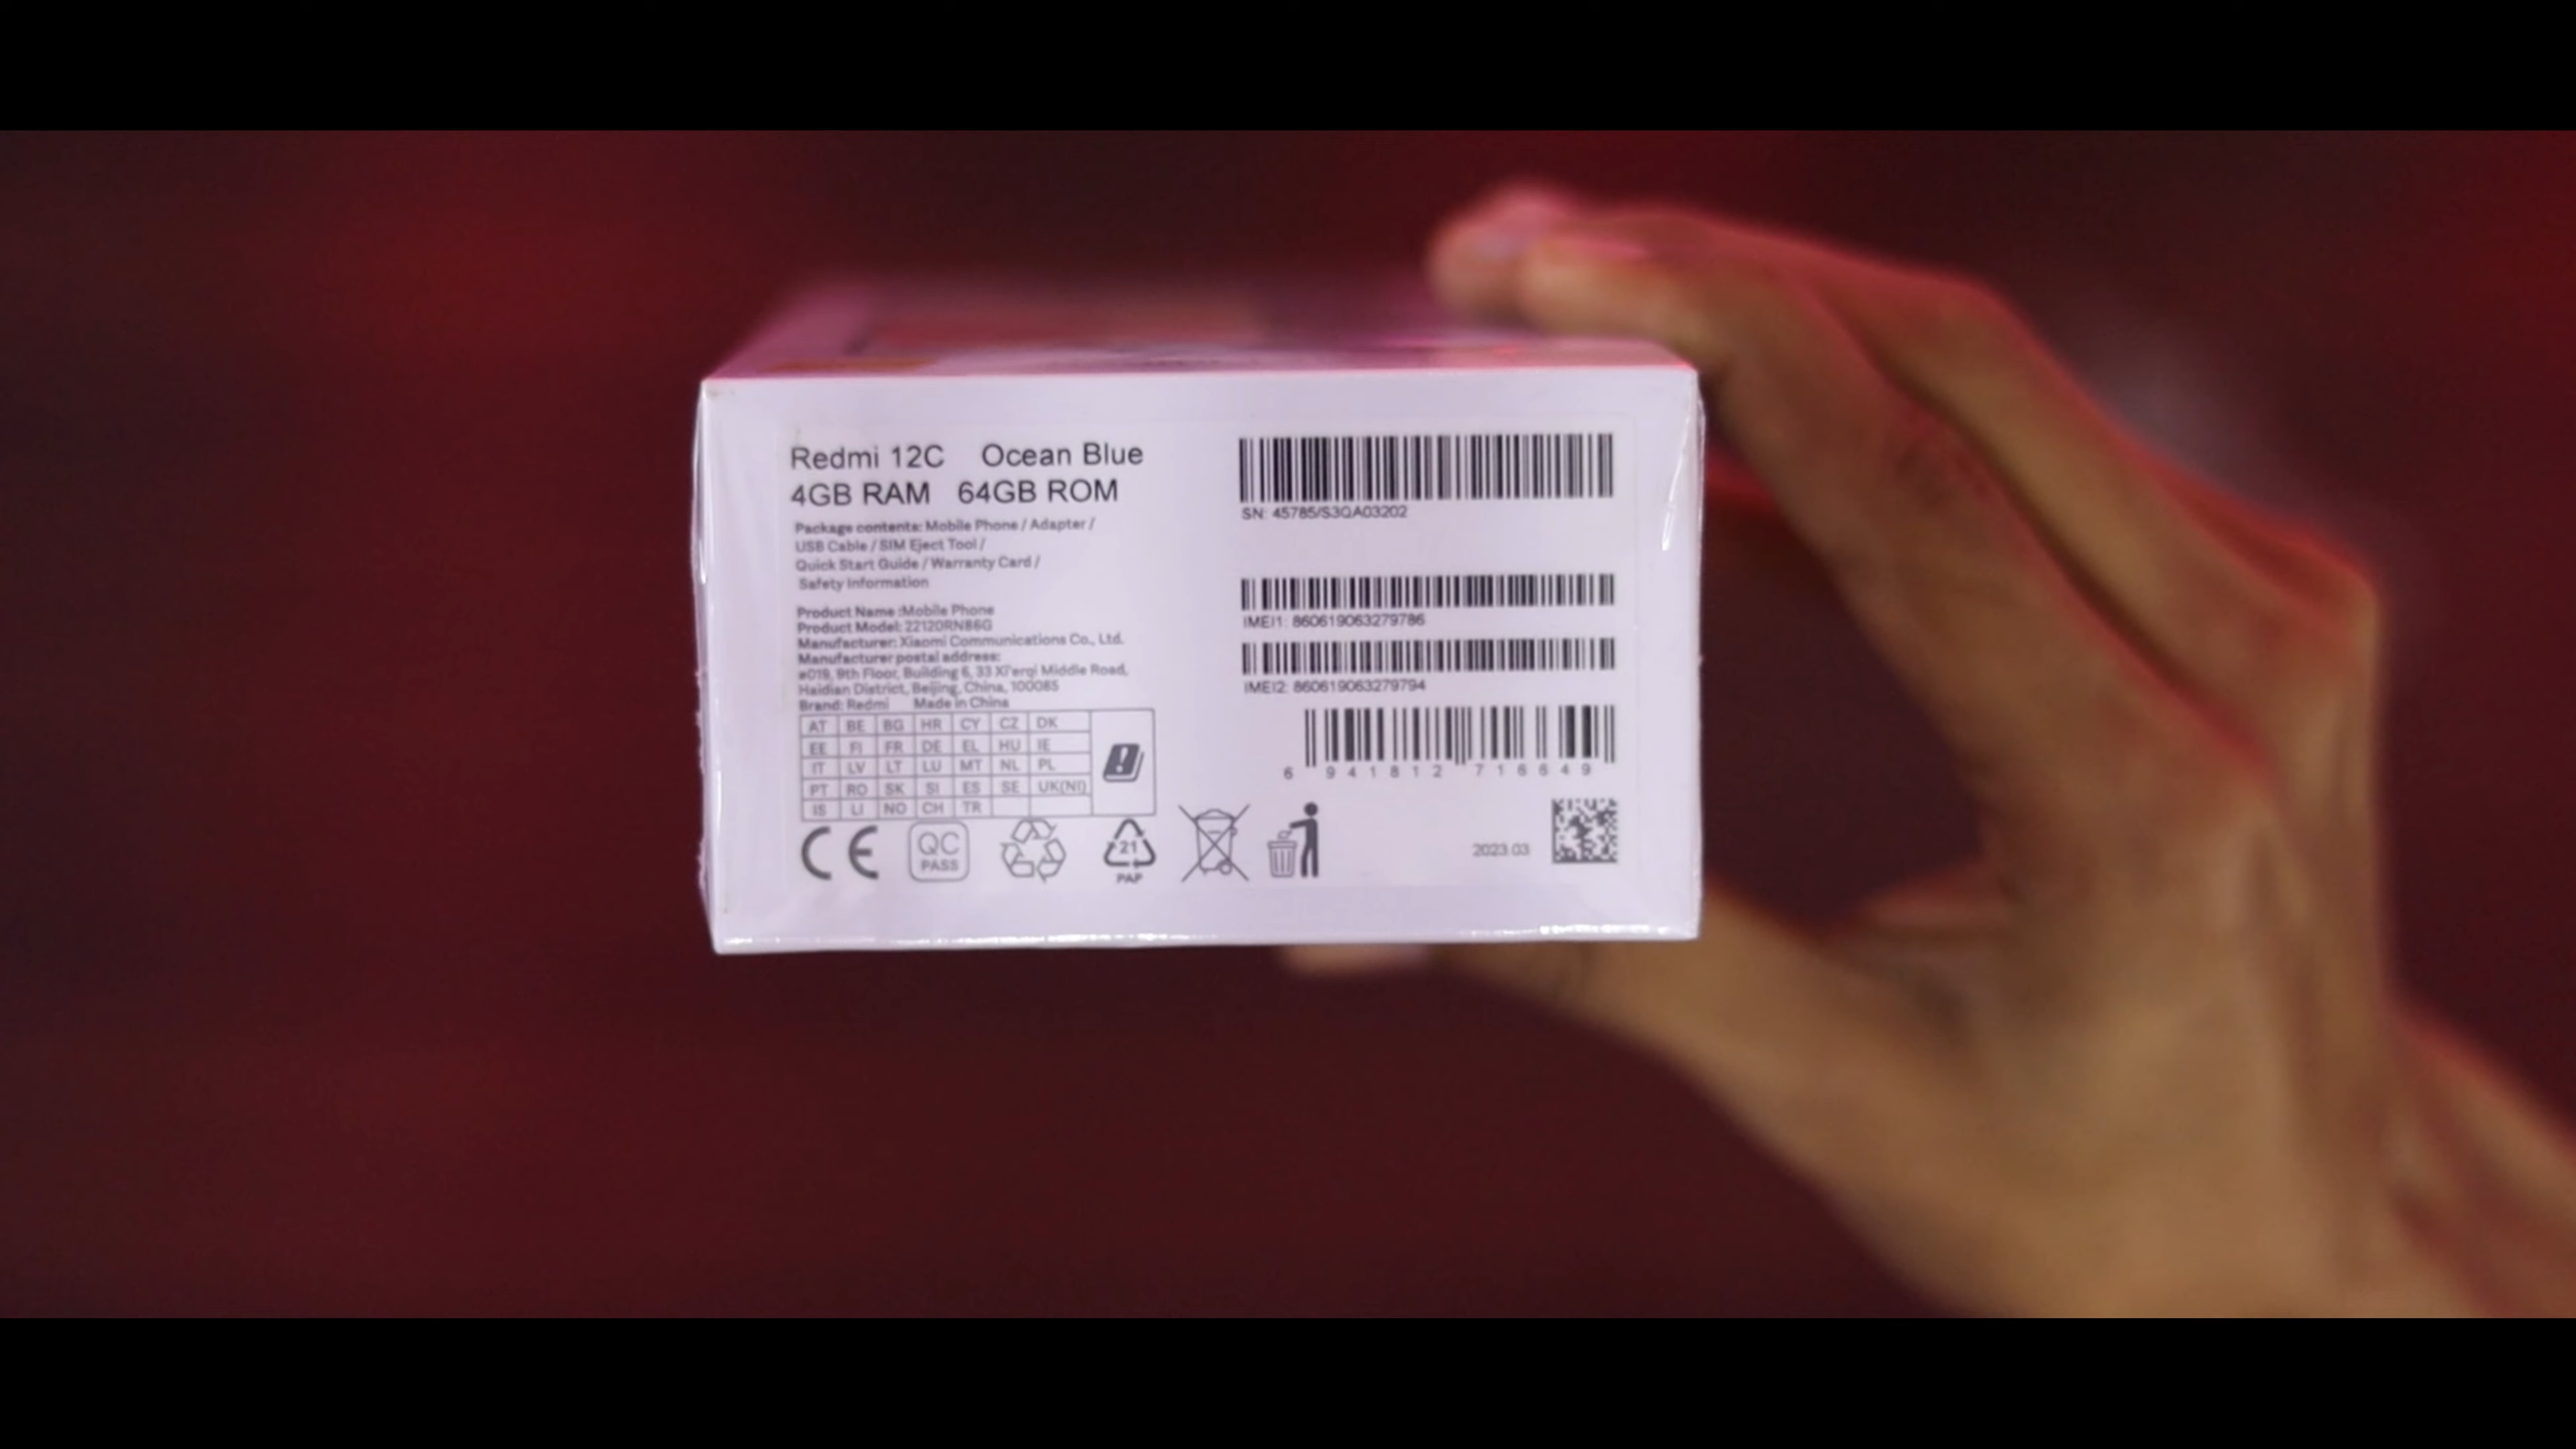 Redmi 12C Ocean Blue
4GB RAM 64GB ROM
Package contents: Mobile Phone / Adapter /
USB Cable / SIM Eject Tool /
Quick Start Guide / Warranty Card /
Safety Information
Product Name :Mobile Phone
Product Model: 22120RN86G
Manufacturer: Xiaomi Communications Co., Ltd.
Manufacturer postal address:
#019, 9th Floor, Building 6, 33 Xi'erqi Middle Road,
Haidian District, Beijing, China, 100085
Brand: Redmi Made in China
AT BE BG HR CY CZ DK
EE FI FR DE EL HU IE
IT LV LT LU MT NL PL
PT RO SK SI ES SE UK(NI)
IS LI NO CH TR
CE
QC
PASS
21
PAP
SN: 45785/S3QA03202
IMEI1: 860619063279786
IMEI2: 860619063279794
6 941812 716649
2023.03